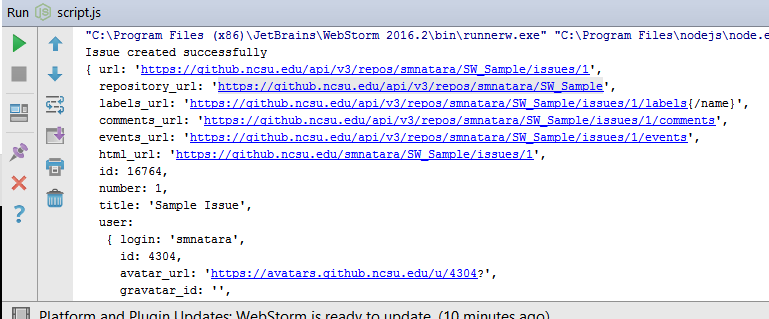 Run script.js
"C:\Program Files (x86)\JetBrains\WebStorm 2016.2\bin\runnerw.exe" "C:\Program Files\nodejs\node.e
Issue created successfully
{ url: 'https://github.ncsu.edu/api/v3/repos/smnatara/SW_Sample/issues/1',
repository_url: 'https://github.ncsu.edu/api/v3/repos/smnatara/SW_Sample',
labels_url: 'https://github.ncsu.edu/api/v3/repos/smnatara/SW_Sample/issues/1/labels{/name}',
comments_url: 'https://github.ncsu.edu/api/v3/repos/smnatara/SW_Sample/issues/1/comments',
events_url: 'https://github.ncsu.edu/api/v3/repos/smnatara/SW_Sample/issues/1/events',
html_url: 'https://github.ncsu.edu/smnatara/SW_Sample/issues/1',
id: 16764,
number: 1,
title: 'Sample Issue',
user:
{ login: 'smnatara',
id: 4304,
avatar_url: 'https://avatars.github.ncsu.edu/u/4304?',
gravatar_id: '',
Platform and Plugin Updates: WebStorm is ready to update. (10 minutes ago)